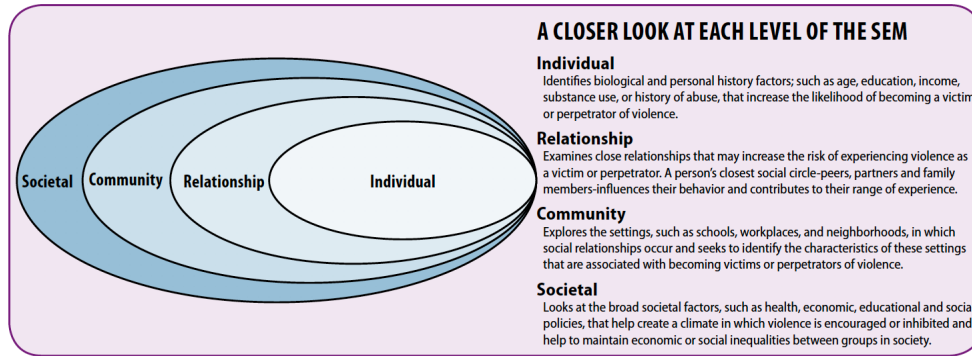 A CLOSER LOOK AT EACH LEVEL OF THE SEM
Individual
Identifies biological and personal history factors; such as age, education, income,
substance use, or history of abuse, that increase the likelihood of becoming a victim
or perpetrator of violence.
Relationship
Examines close relationships that may increase the risk of experiencing violence as
a victim or perpetrator. A person's closest social circle-peers, partners and family
members-influences their behavior and contributes to their range of experience.
Community
Explores the settings, such as schools, workplaces, and neighborhoods, in which
social relationships occur and seeks to identify the characteristics of these settings
that are associated with becoming victims or perpetrators of violence.
Societal
Looks at the broad societal factors, such as health, economic, educational and social
policies, that help create a climate in which violence is encouraged or inhibited and
help to maintain economic or social inequalities between groups in society.
Societal Community Relationship Individual